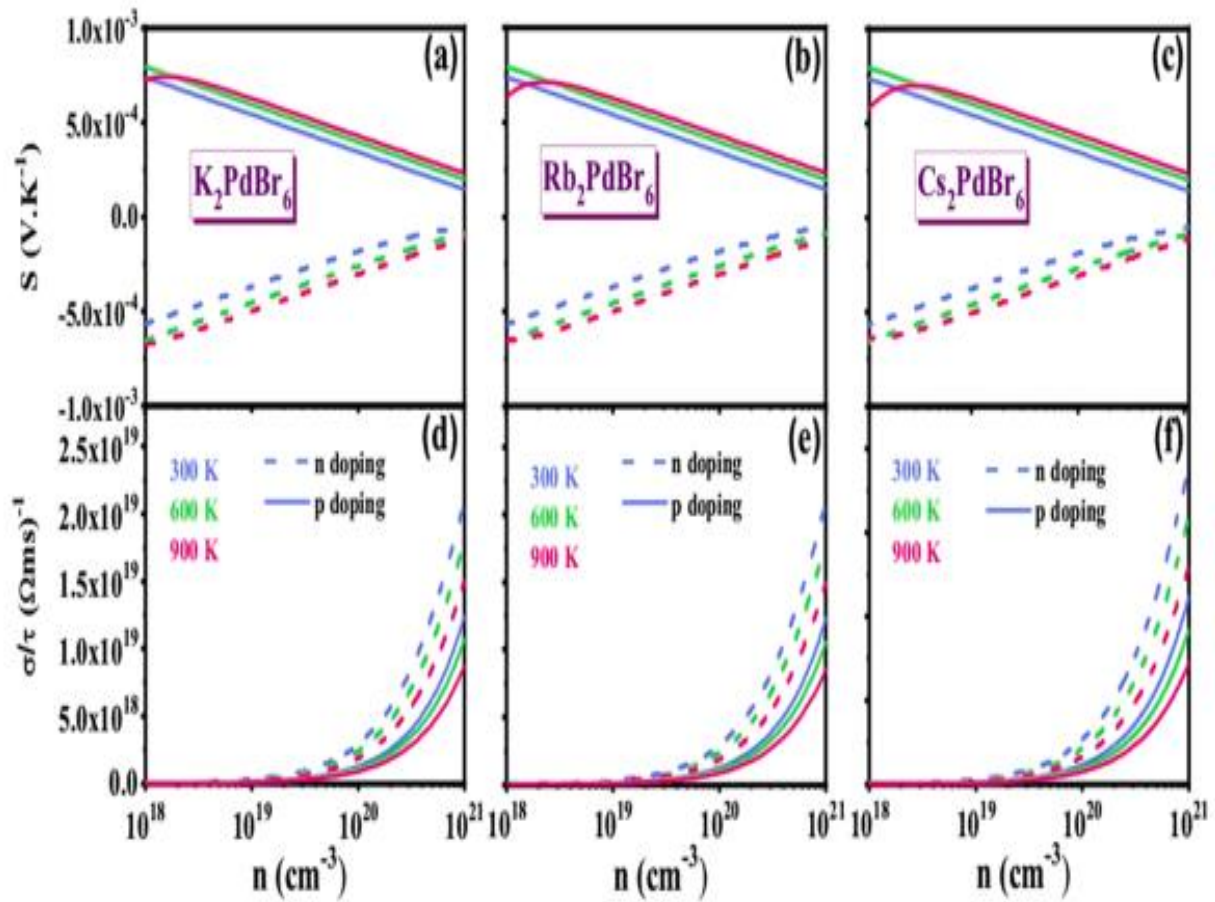 1.0x10⁻³
5.0x10⁻⁴
0.0
-5.0x10⁻⁴
-1.0x10⁻³
S (V.K⁻¹)
(a)
K₂PdBr₆
(b)
Rb₂PdBr₆
(c)
Cs₂PdBr₆
2.5x10¹⁹
2.0x10¹⁹
1.5x10¹⁹
1.0x10¹⁹
5.0x10¹⁸
0.0
σ/τ (Ωms)⁻¹
(d)
300 K
600 K
900 K
n doping
p doping
(e)
300 K
600 K
900 K
n doping
p doping
(f)
300 K
600 K
900 K
n doping
p doping
10¹⁸ 10¹⁹ 10²⁰ 10²¹
10¹⁸ 10¹⁹ 10²⁰ 10²¹
10¹⁸ 10¹⁹ 10²⁰ 10²¹
n (cm⁻³)
n (cm⁻³)
n (cm⁻³)